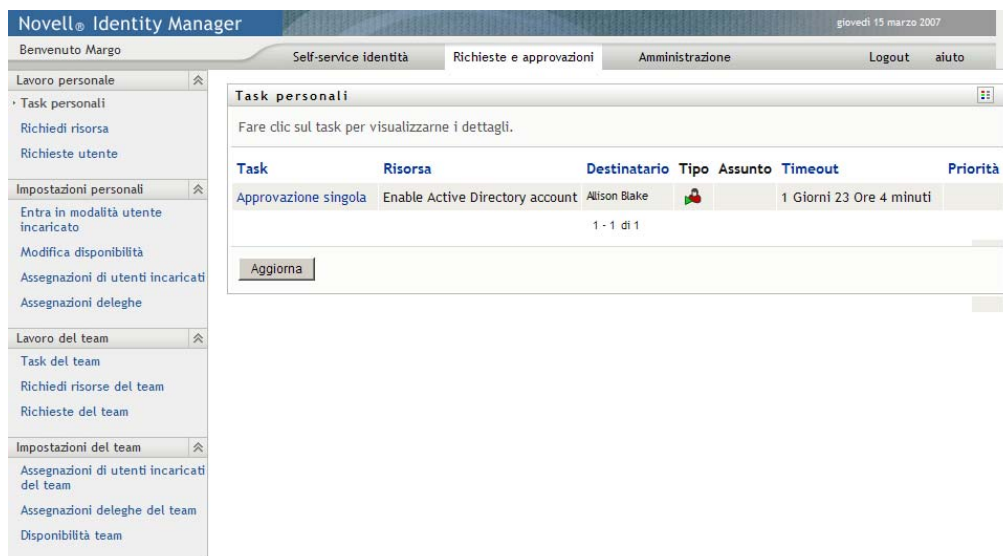 Novell® Identity Manager
giovedì 15 marzo 2007
Benvenuto Margo
Self-service identità
Richieste e approvazioni
Amministrazione
Logout
aiuto
Lavoro personale
Task personali
Richiedi risorsa
Richieste utente
Impostazioni personali
Entra in modalità utente
incaricato
Modifica disponibilità
Assegnazioni di utenti incaricati
Assegnazioni deleghe
Lavoro del team
Task del team
Richiedi risorse del team
Richieste del team
Impostazioni del team
Assegnazioni di utenti incaricati
del team
Assegnazioni deleghe del team
Disponibilità team
Task personali
Fare clic sul task per visualizzarne i dettagli.
Task Risorsa Destinatario Tipo Assunto Timeout Priorità
Approvazione singola Enable Active Directory account Allison Blake 1 Giorni 23 Ore 4 minuti
1 - 1 di 1
Aggiorna